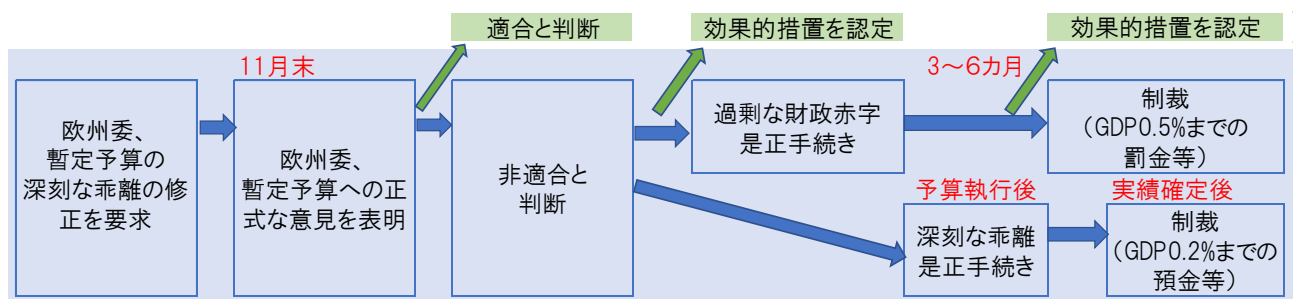 適合と判断
効果的措置を認定
効果的措置を認定
11月末
3~6カ月
欧州委、
暫定予算の
深刻な乖離の修
正を要求
欧州委、
暫定予算への正
式な意見を表明
非適合と
判断
過剰な財政赤字
是正手続き
制裁
(GDP0.5%までの
罰金等)
予算執行後
実績確定後
深刻な乖離
是正手続き
制裁
(GDP0.2%までの
預金等)